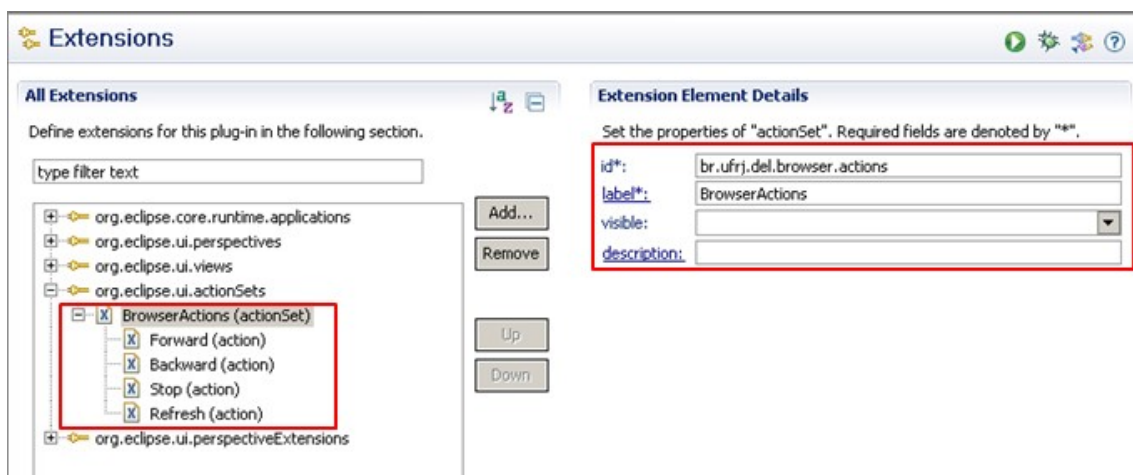 Extensions
All Extensions
Define extensions for this plug-in in the following section.
type filter text
org.eclipse.core.runtime.applications
org.eclipse.ui.perspectives
org.eclipse.ui.views
org.eclipse.ui.actionSets
BrowserActions (actionSet)
Forward (action)
Backward (action)
Stop (action)
Refresh (action)
org.eclipse.ui.perspectiveExtensions
Add...
Remove
Up
Down
Extension Element Details
Set the properties of "actionSet". Required fields are denoted by "*".
id*: br.ufrj.del.browser.actions
label*: BrowserActions
visible:
description: